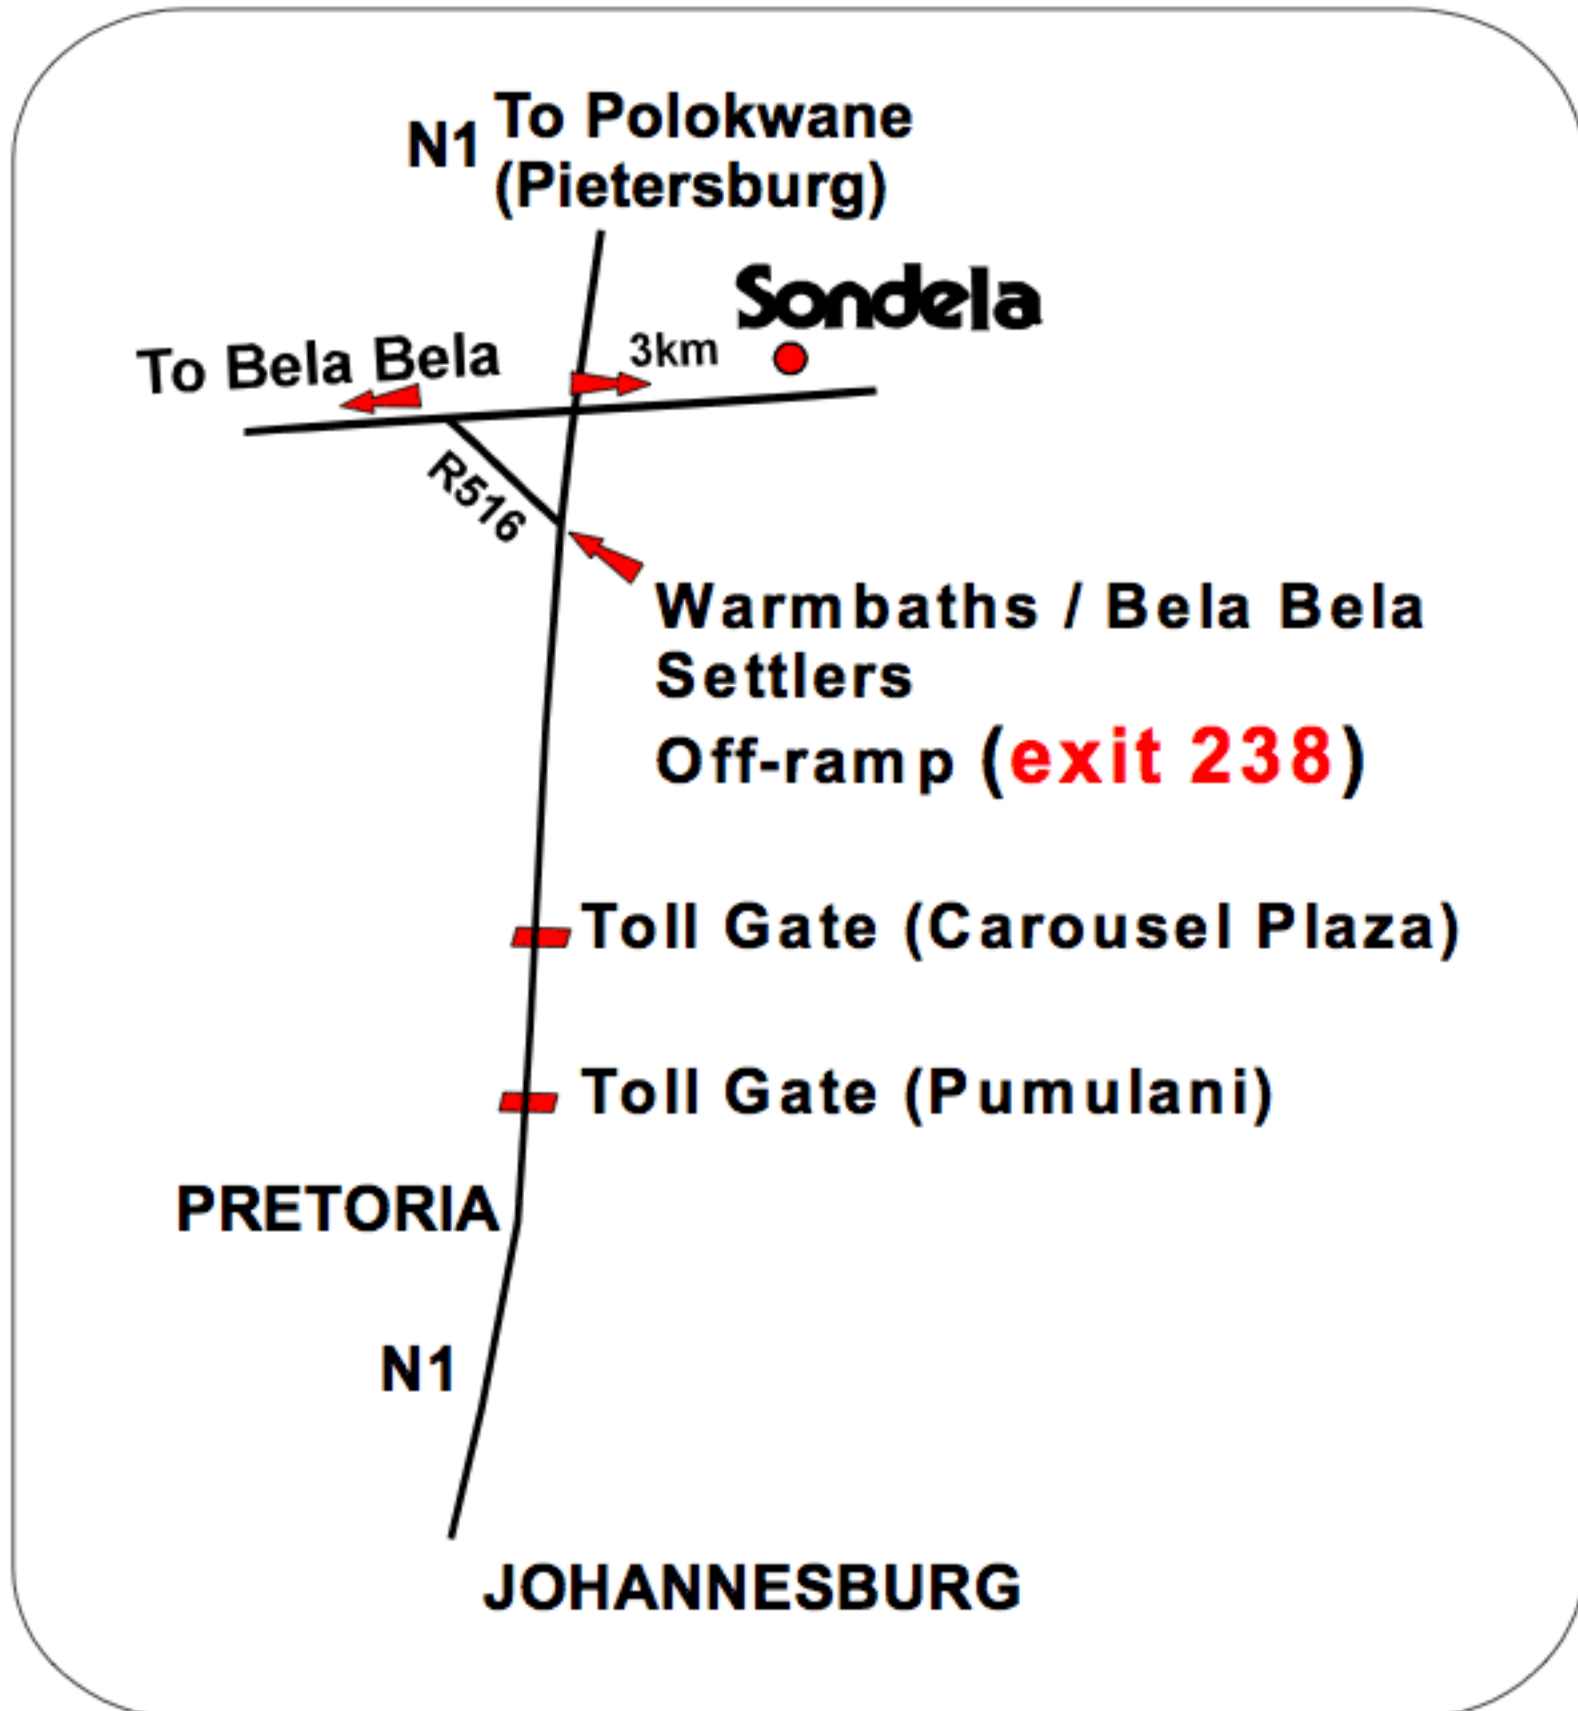 N1 To Polokwane
(Pietersburg)
Sondela
3km
To Bela Bela
R516
Warmbaths / Bela Bela
Settlers
Off-ramp (exit 238)
Toll Gate (Carousel Plaza)
Toll Gate (Pumulani)
PRETORIA
N1
JOHANNESBURG